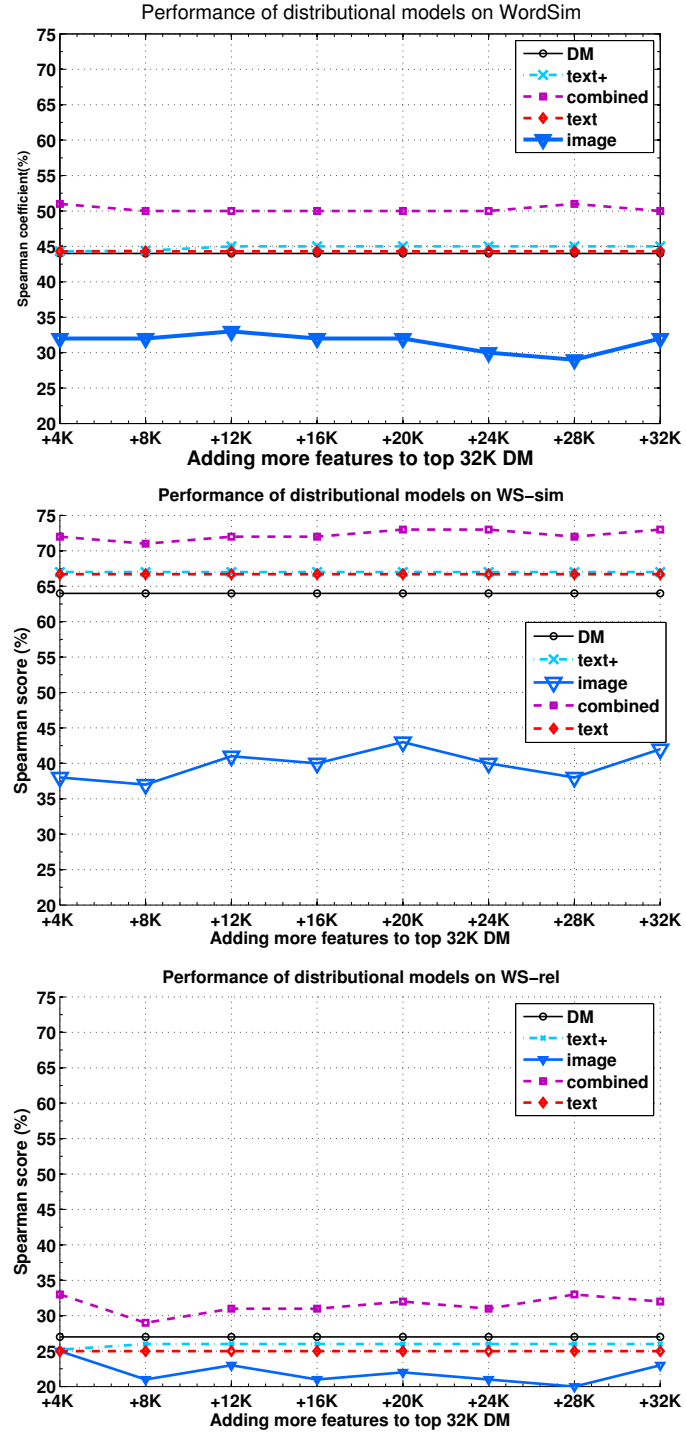 Performance of distributional models on WordSim
75
70
65
60
55
50
45
40
35
30
25
20
Spearman coefficient(%)
DM
text+
combined
text
image
+4K +8K +12K +16K +20K +24K +28K +32K
Adding more features to top 32K DM
Performance of distributional models on WS-sim
75
70
65
60
55
50
45
40
35
30
25
20
Spearman score (%)
DM
text+
image
combined
text
+4K +8K +12K +16K +20K +24K +28K +32K
Adding more features to top 32K DM
Performance of distributional models on WS-rel
75
70
65
60
55
50
45
40
35
30
25
20
Spearman score (%)
DM
text+
image
combined
text
+4K +8K +12K +16K +20K +24K +28K +32K
Adding more features to top 32K DM